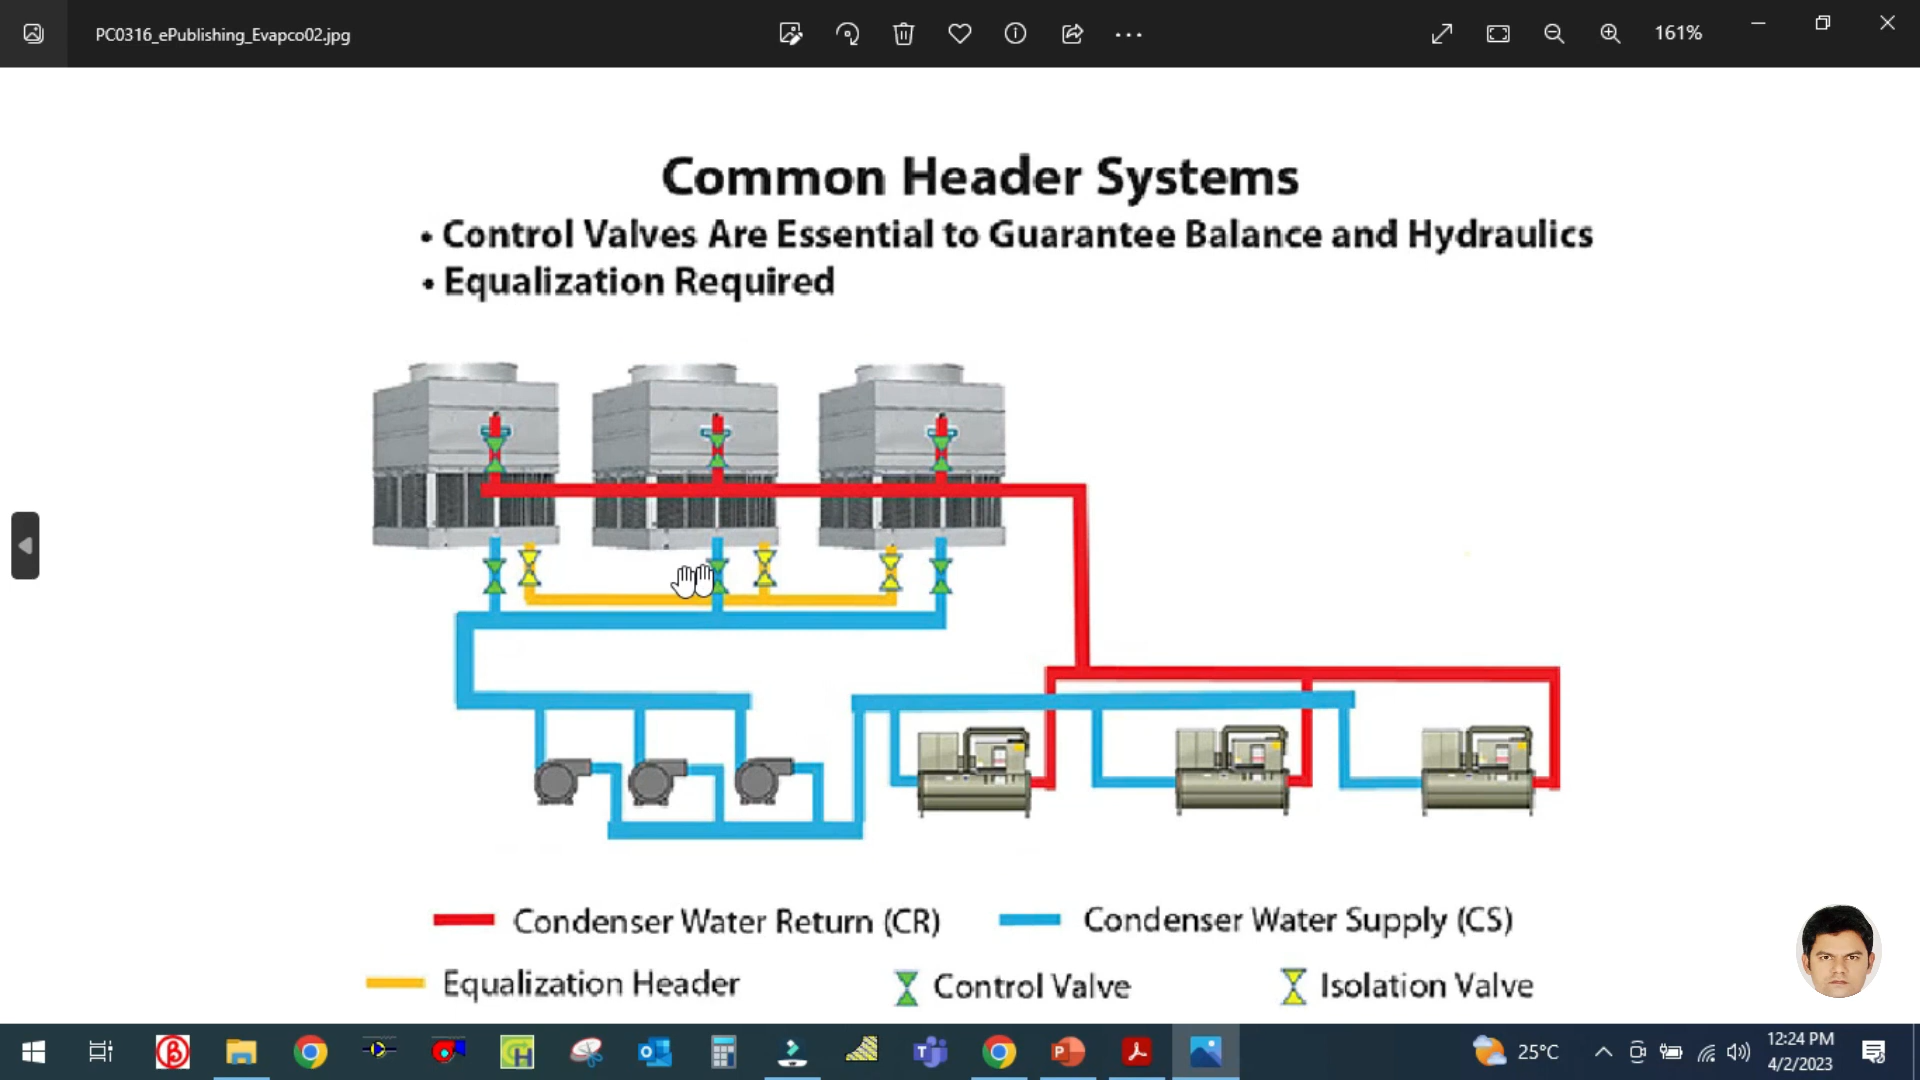 PC0316_ePublishing_Evapco02.jpg
161%
Common Header Systems
• Control Valves Are Essential to Guarantee Balance and Hydraulics
• Equalization Required
Condenser Water Return (CR)
Condenser Water Supply (CS)
Equalization Header
Control Valve
Isolation Valve
25°C
12:24 PM
4/2/2023